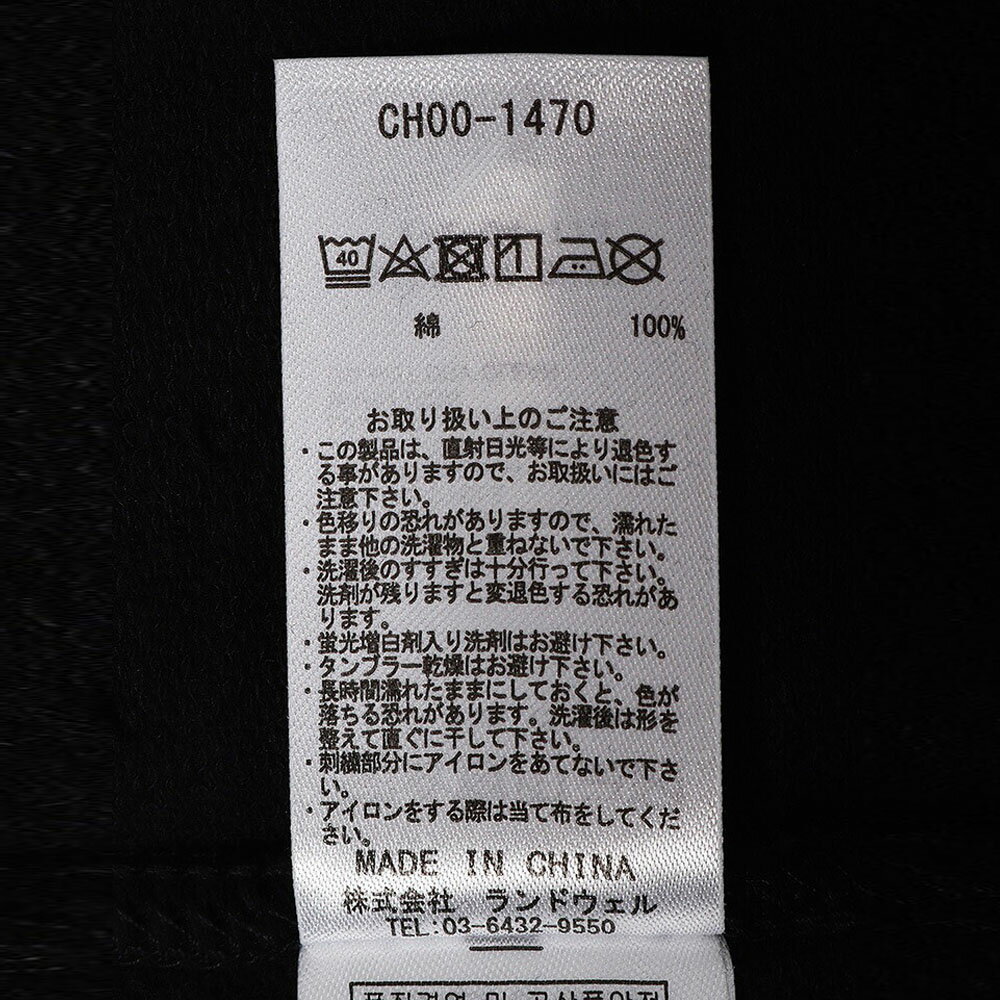 CH00-1470
40
綿 100%
お取り扱い上のご注意
・この製品は、直射日光等により退色す
る事がありますので、お取扱いにはご
注意下さい。
・色移りの恐れがありますので、濡れた
まま他の洗濯物と重ねないで下さい。
・洗濯後のすすぎは十分行って下さい。
洗剤が残りますと変退色する恐れがあ
ります。
・蛍光増白剤入り洗剤はお避け下さい。
・タンブラー乾燥はお避け下さい。
・長時間濡れたままにしておくと、色が
落ちる恐れがあります。洗濯後は形を
整えて直ぐに干して下さい。
・刺繍部分にアイロンをあてないで下さ
い。
・アイロンをする際は当て布をしてくだ
さい。
MADE IN CHINA
株式会社 ランドウェル
TEL:03-6432-9550